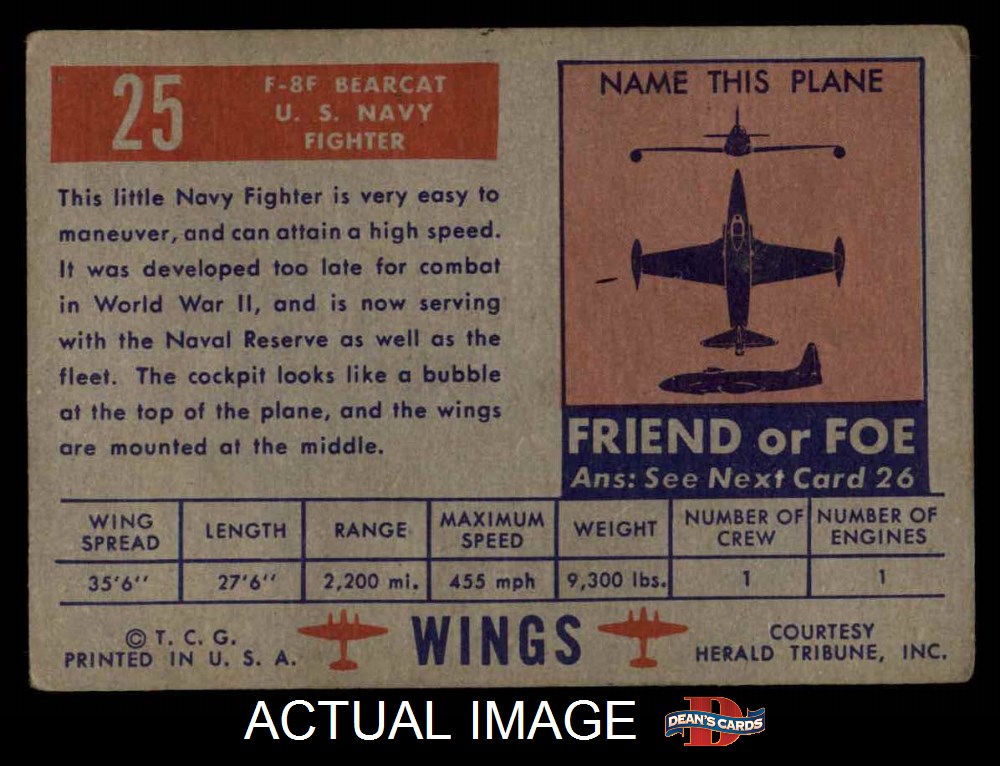 25
F-8F BEARCAT
U. S. NAVY
FIGHTER
This little Navy Fighter is very easy to
maneuver, and can attain a high speed.
It was developed too late for combat
in World War II, and is now serving
with the Naval Reserve as well as the
fleet. The cockpit looks like a bubble
at the top of the plane, and the wings
are mounted at the middle.
NAME THIS PLANE
FRIEND or FOE
Ans: See Next Card 26
WING SPREAD LENGTH RANGE MAXIMUM SPEED WEIGHT NUMBER OF CREW NUMBER OF ENGINES
35'6'' 27'6'' 2,200 mi. 455 mph 9,300 lbs. 1 1
© T. C. G.
PRINTED IN U. S. A.
WINGS
COURTESY
HERALD TRIBUNE, INC.
ACTUAL IMAGE
D
DEAN'S CARDS